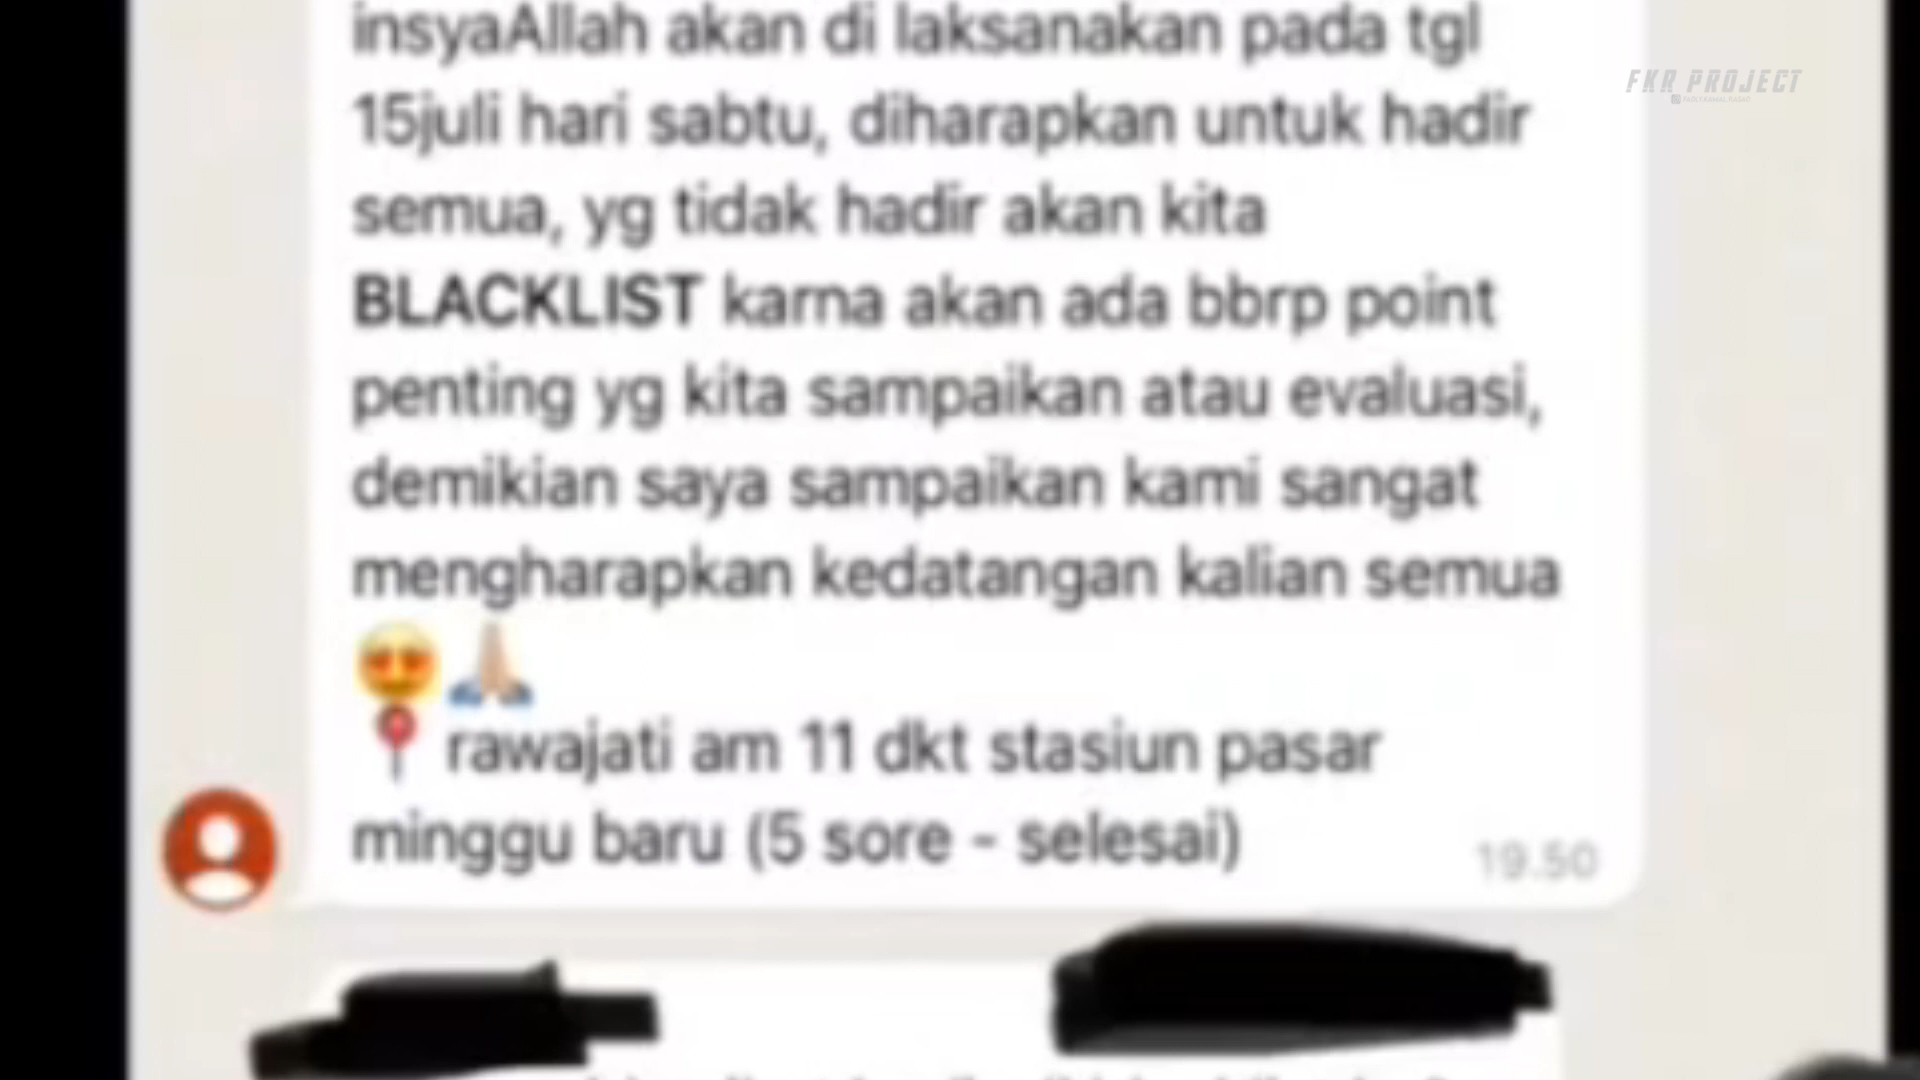 insyaAllah akan di laksanakan pada tgl
15juli hari sabtu, diharapkan untuk hadir
semua, yg tidak hadir akan kita
BLACKLIST karna akan ada bbrp point
penting yg kita sampaikan atau evaluasi,
demikian saya sampaikan kami sangat
mengharapkan kedatangan kalian semua
😍🙏🏻
📍rawajati am 11 dkt stasiun pasar
minggu baru (5 sore - selesai)
19.50
FKR PROJECT